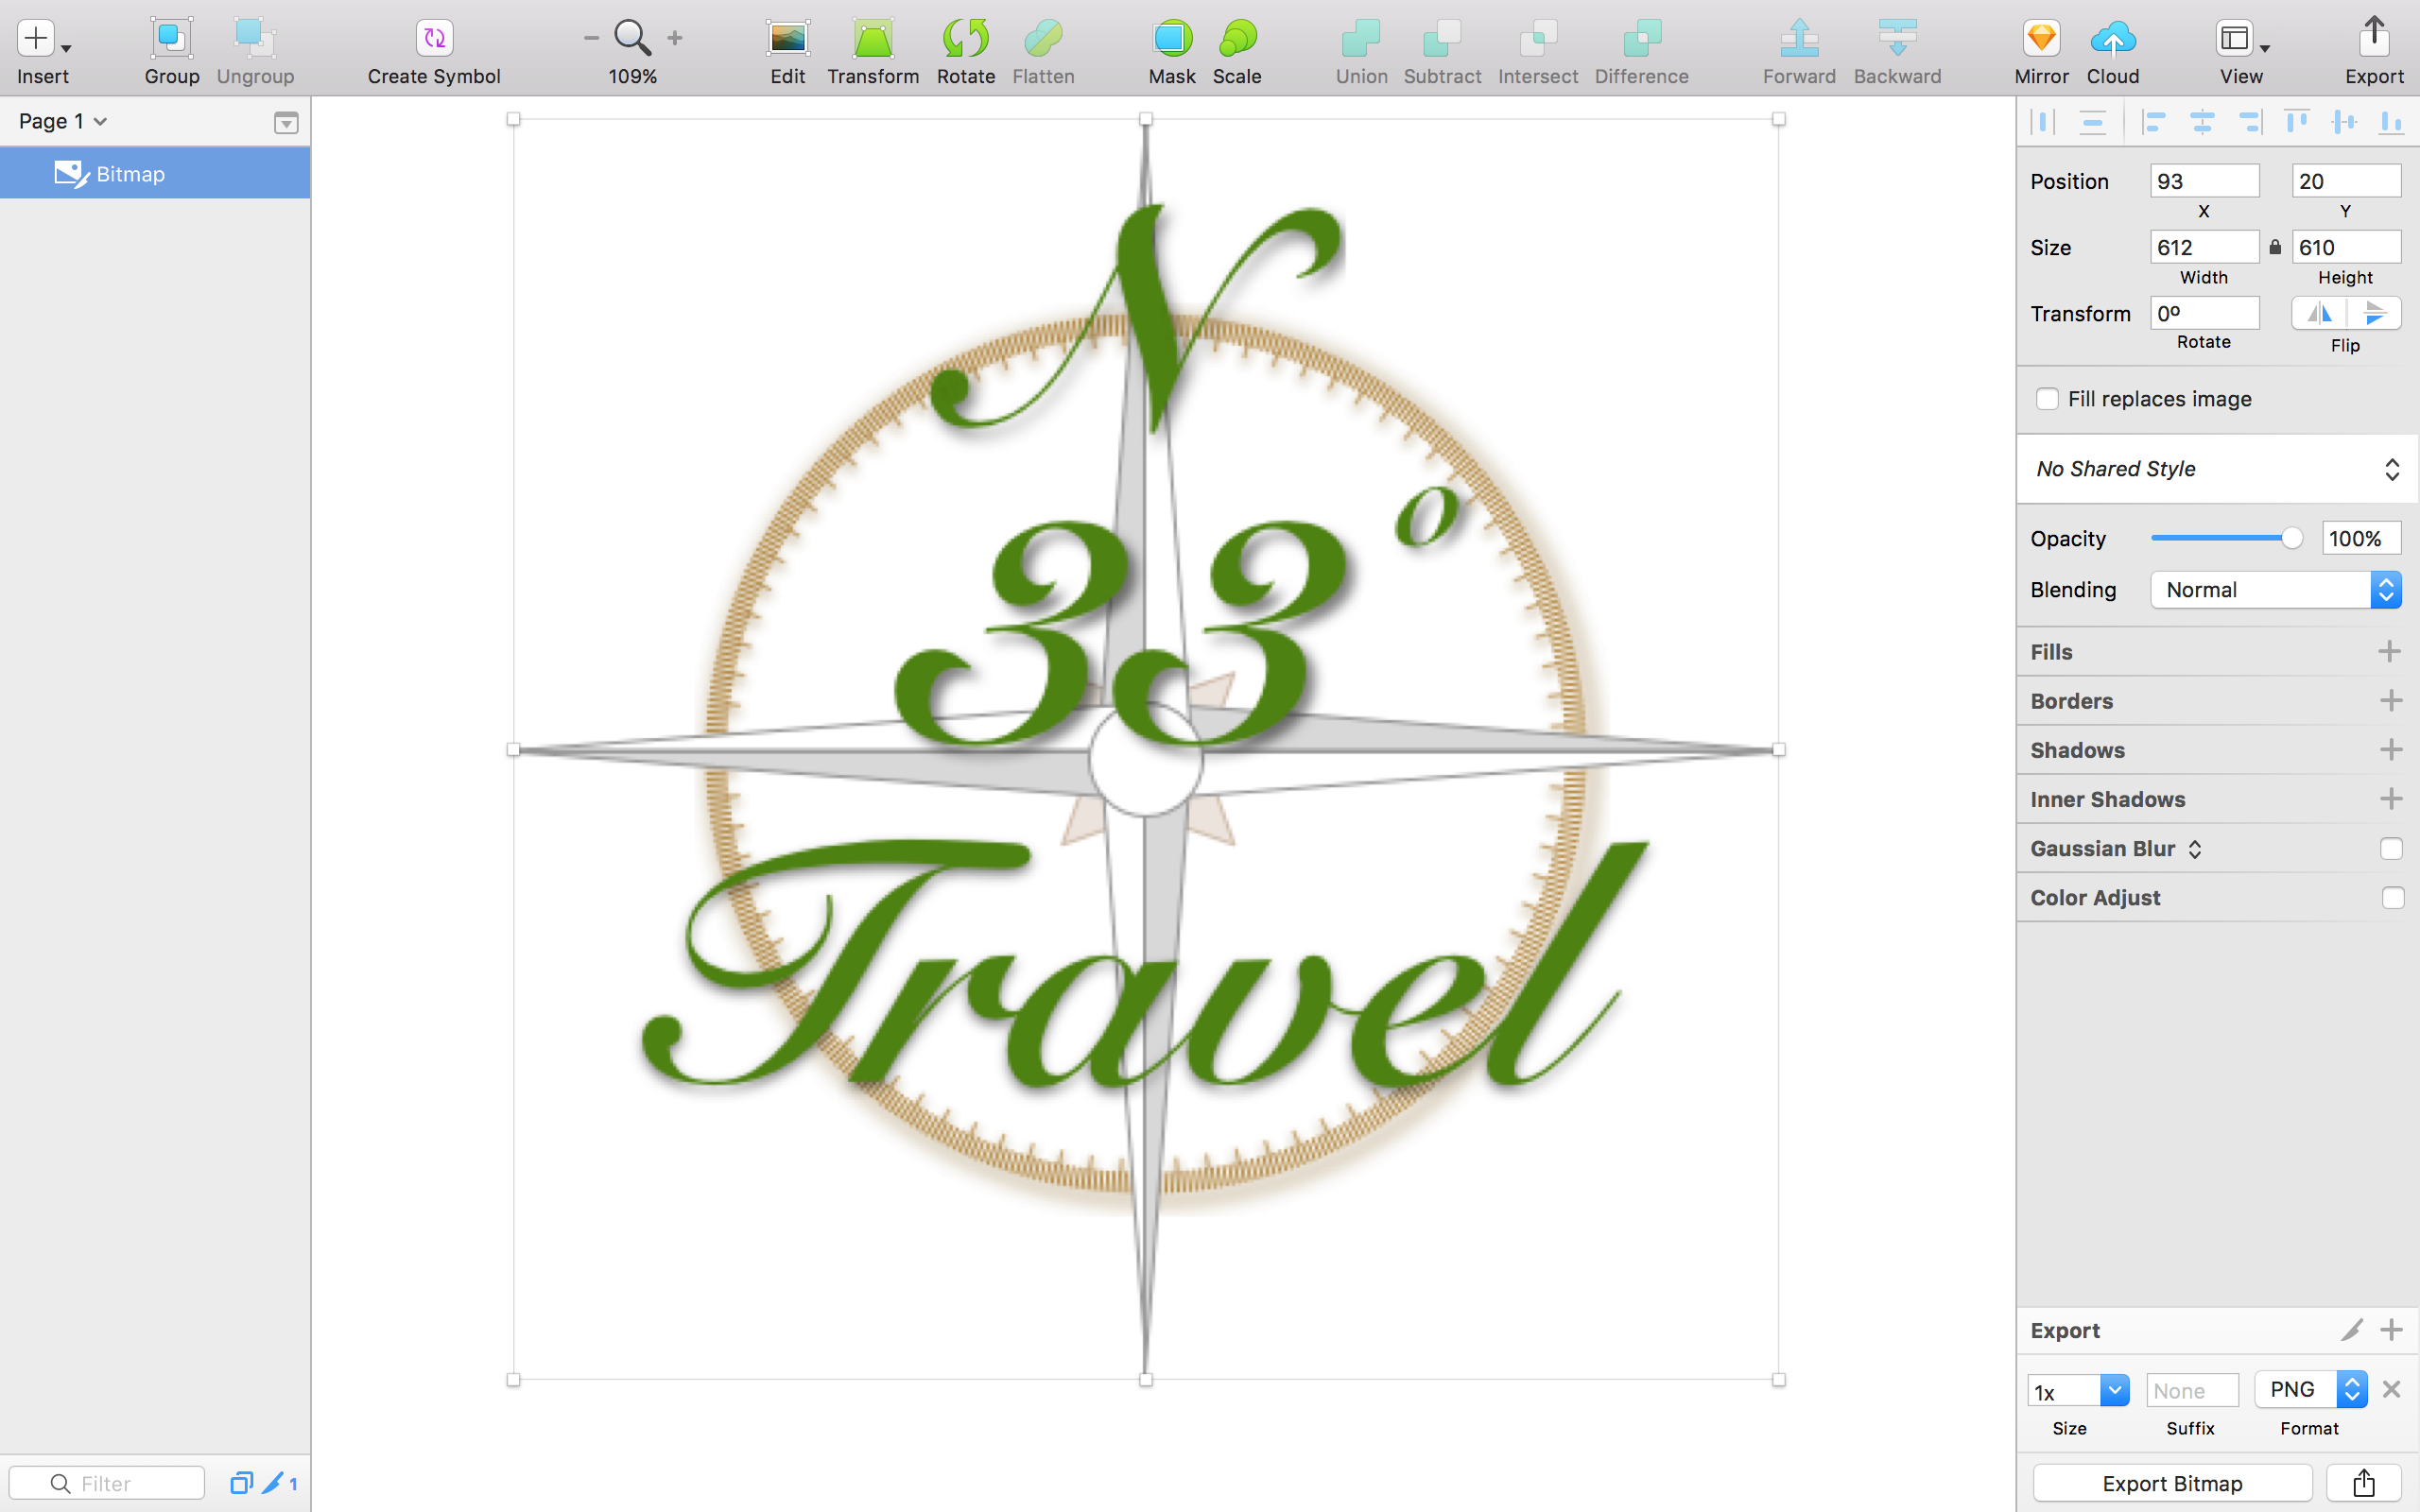 Insert
Group
Ungroup
Create Symbol
109%
Edit
Transform
Rotate
Flatten
Mask
Scale
Union
Subtract
Intersect
Difference
Forward
Backward
Mirror
Cloud
View
Export
Page 1
Bitmap
N
33°
Travel
Position 93 20
X Y
Size 612 610
Width Height
Transform 0º
Rotate Flip
Fill replaces image
No Shared Style
Opacity 100%
Blending Normal
Fills
Borders
Shadows
Inner Shadows
Gaussian Blur
Color Adjust
Export
1x None PNG
Size Suffix Format
Export Bitmap
Filter 1